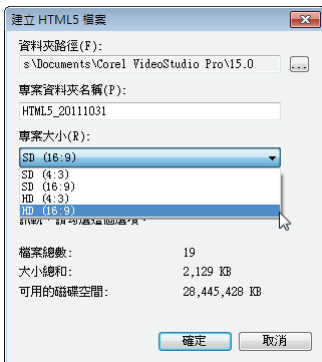 建立 HTML5 檔案
資料夾路徑(F):
s\Documents\Corel VideoStudio Pro\15.0
...
專案資料夾名稱(P):
HTML5_20111031
專案大小(R):
SD (16:9)
SD (4:3)
SD (16:9)
HD (4:3)
HD (16:9)
檔案總數: 19
大小總和: 2,129 KB
可用的磁碟空間: 28,445,428 KB
確定 取消